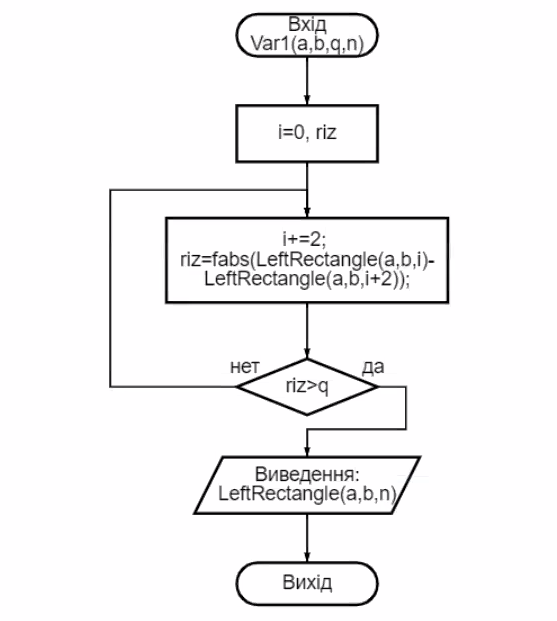 Вхід
Var1(a,b,q,n)
i=0, riz
i+=2;
riz=fabs(LeftRectangle(a,b,i)-
LeftRectangle(a,b,i+2));
нет
да
riz>q
Виведення:
LeftRectangle(a,b,n)
Вихід